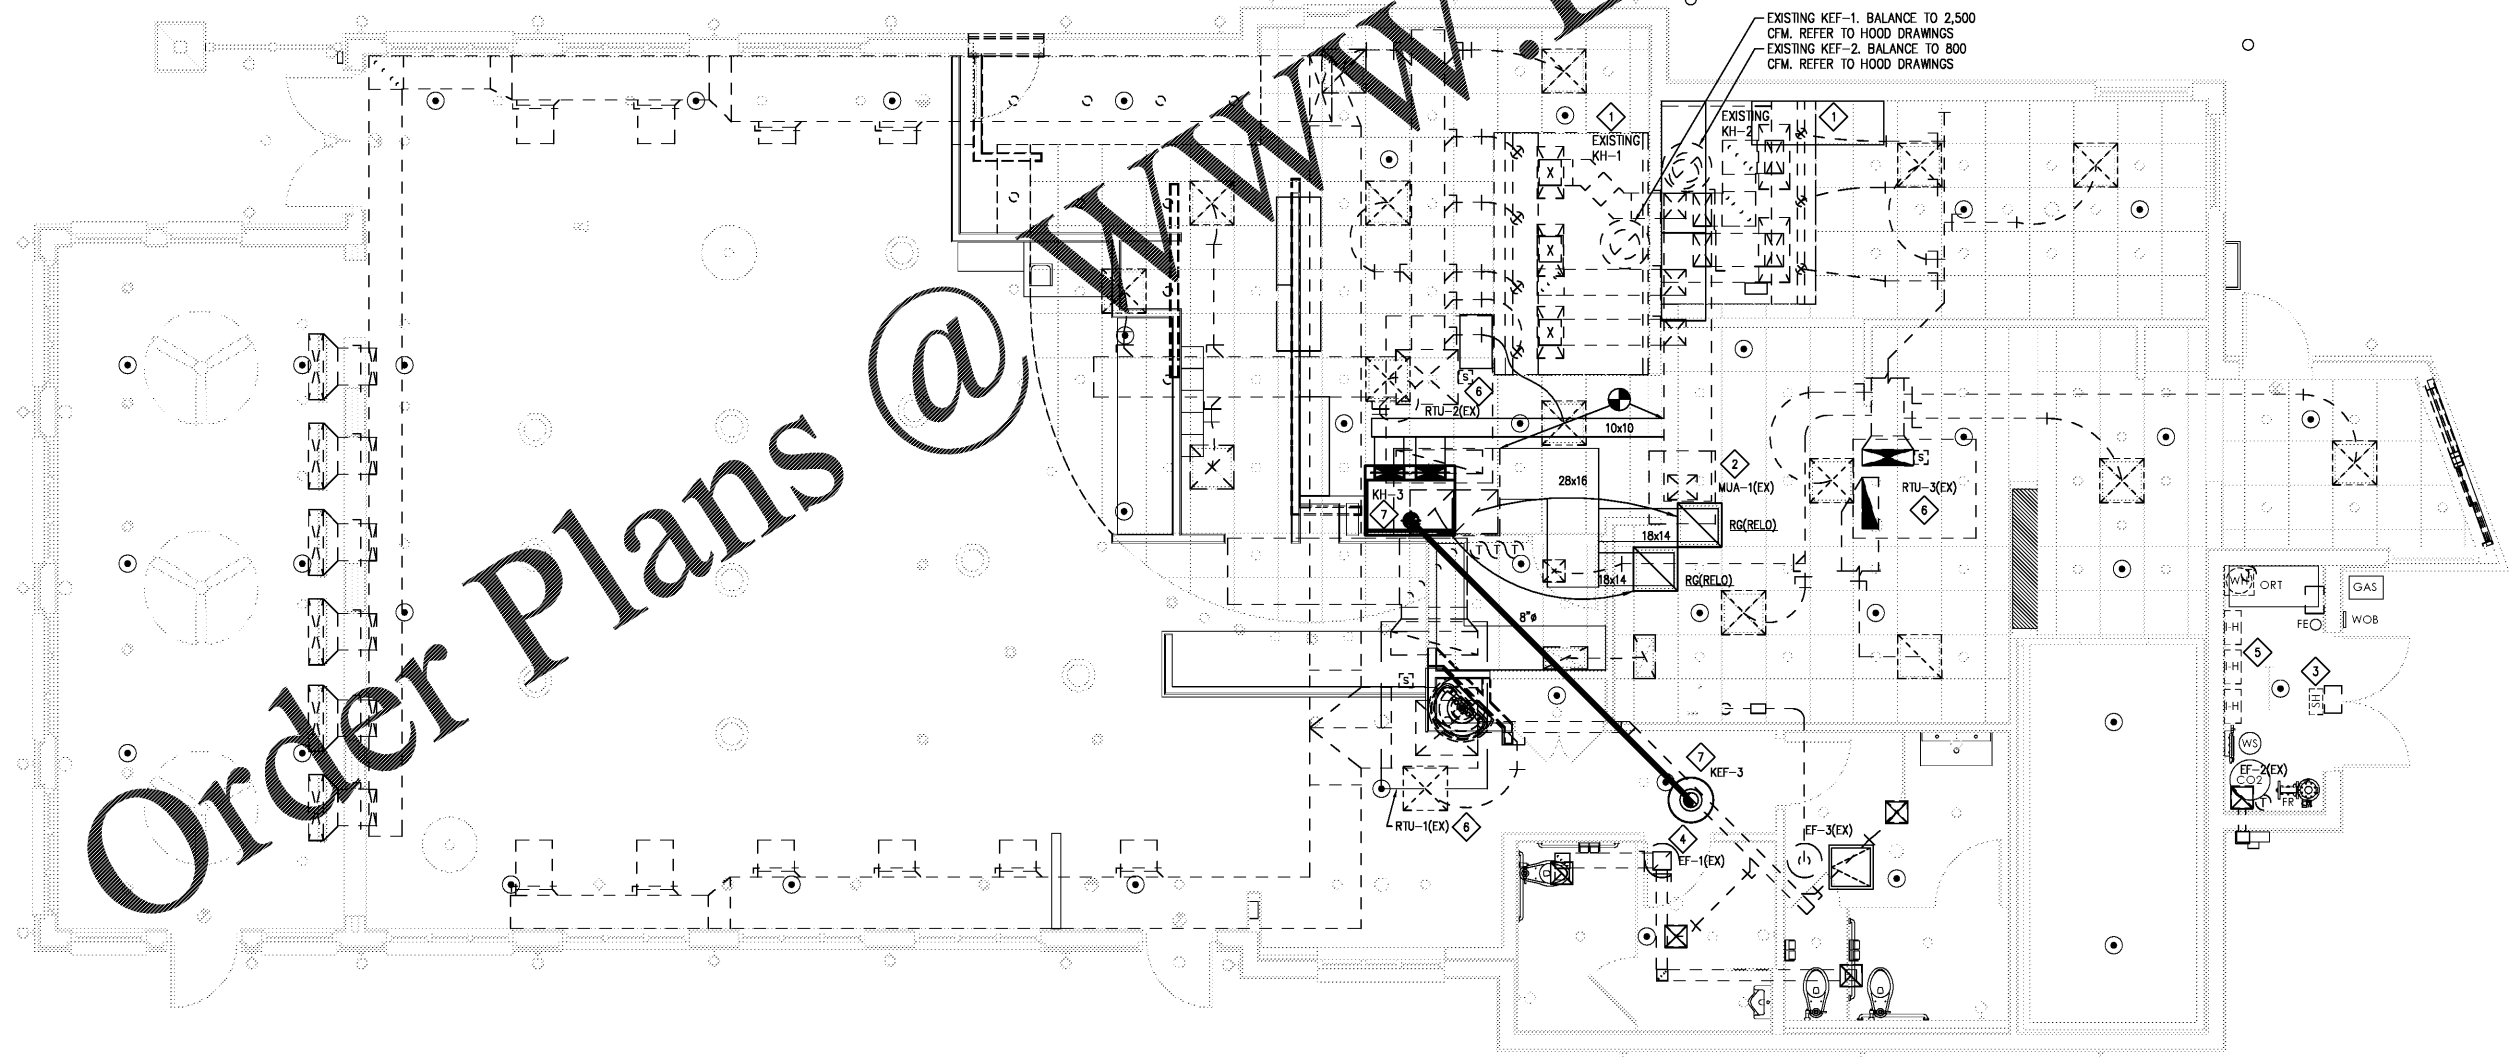 EXISTING KEF-1. BALANCE TO 2,500
CFM. REFER TO HOOD DRAWINGS
EXISTING KEF-2. BALANCE TO 800
CFM. REFER TO HOOD DRAWINGS
Order Plans @ www.
1
EXISTING
KH-1
EXISTING
KH-2
1
S
6
RTU-2(EX)
10x10
28x16
2
MUA-1(EX)
S
RTU-3(EX)
6
KH-3
7
RG(RELO)
18x14
18x14
RG(RELO)
8"ø
T T T
WH
ORT
GAS
FE
WOB
5
3
SH
WS
EF-2(EX)
CO2
FR
T
S
7
KEF-3
RTU-1(EX)
6
4
EF-1(EX)
EF-3(EX)